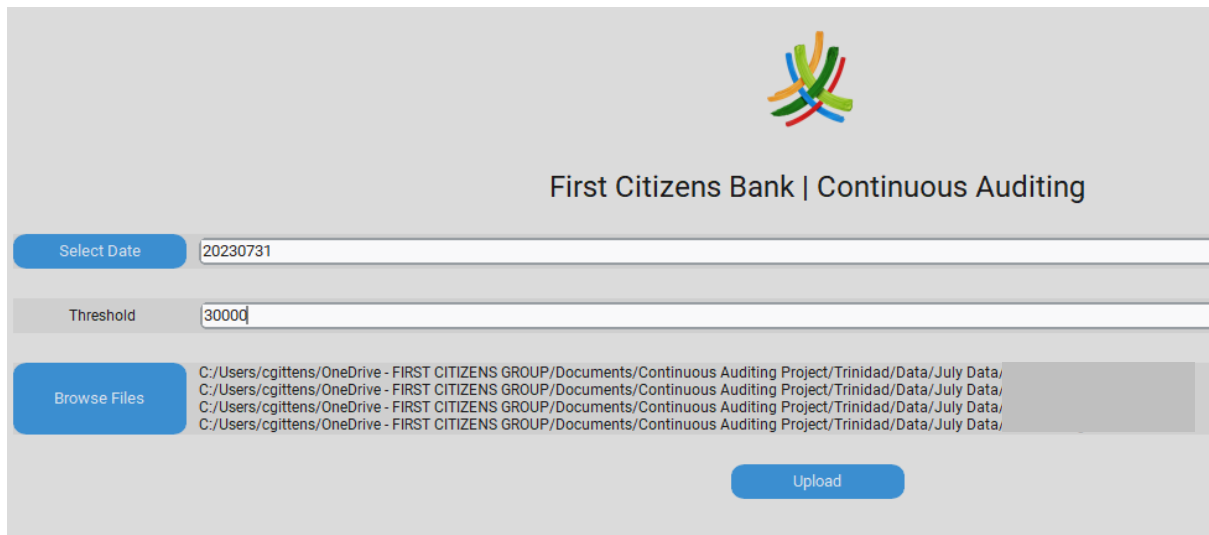 First Citizens Bank | Continuous Auditing
Select Date 20230731
Threshold 30000
Browse Files
C:/Users/cgittens/OneDrive - FIRST CITIZENS GROUP/Documents/Continuous Auditing Project/Trinidad/Data/July Data/
C:/Users/cgittens/OneDrive - FIRST CITIZENS GROUP/Documents/Continuous Auditing Project/Trinidad/Data/July Data/
C:/Users/cgittens/OneDrive - FIRST CITIZENS GROUP/Documents/Continuous Auditing Project/Trinidad/Data/July Data/
C:/Users/cgittens/OneDrive - FIRST CITIZENS GROUP/Documents/Continuous Auditing Project/Trinidad/Data/July Data/
Upload